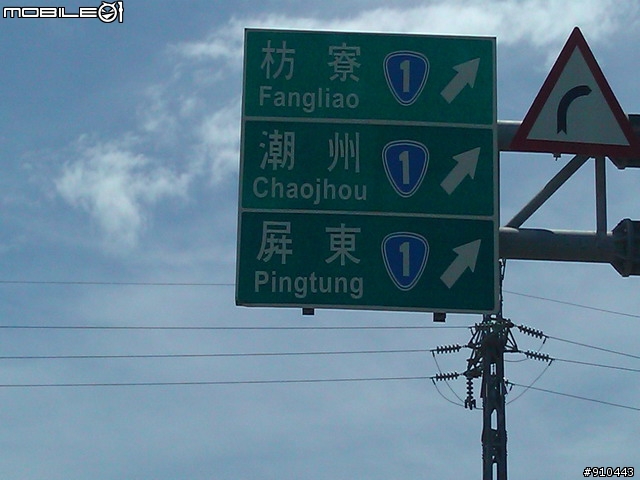 mobile01
枋寮 1
Fangliao
潮州 1
Chaojhou
屏東 1
Pingtung
#910443